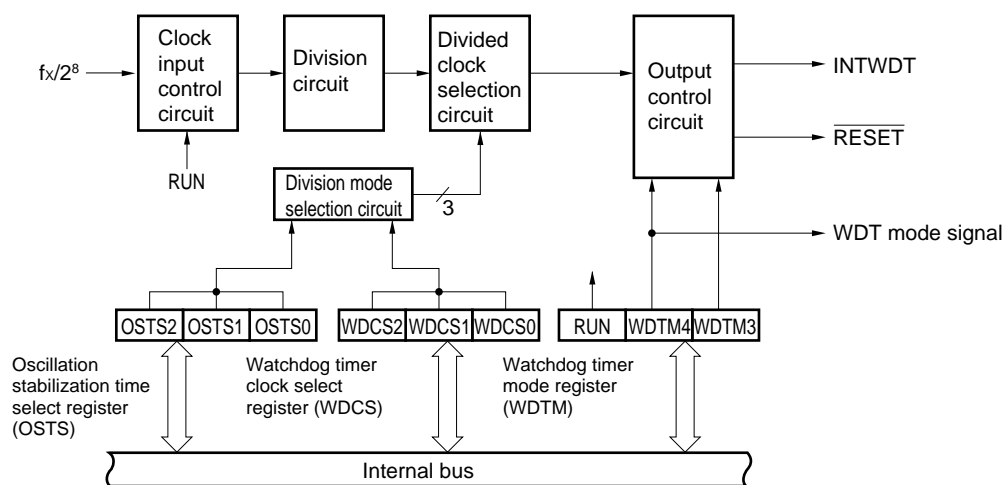 fX/2⁸
Clock
input
control
circuit
Division
circuit
Divided
clock
selection
circuit
Output
control
circuit
INTWDT
RESET
RUN
Division mode
selection circuit
3
WDT mode signal
OSTS2 OSTS1 OSTS0
WDCS2 WDCS1 WDCS0
RUN WDTM4 WDTM3
Oscillation
stabilization time
select register
(OSTS)
Watchdog timer
clock select
register (WDCS)
Watchdog timer
mode register
(WDTM)
Internal bus